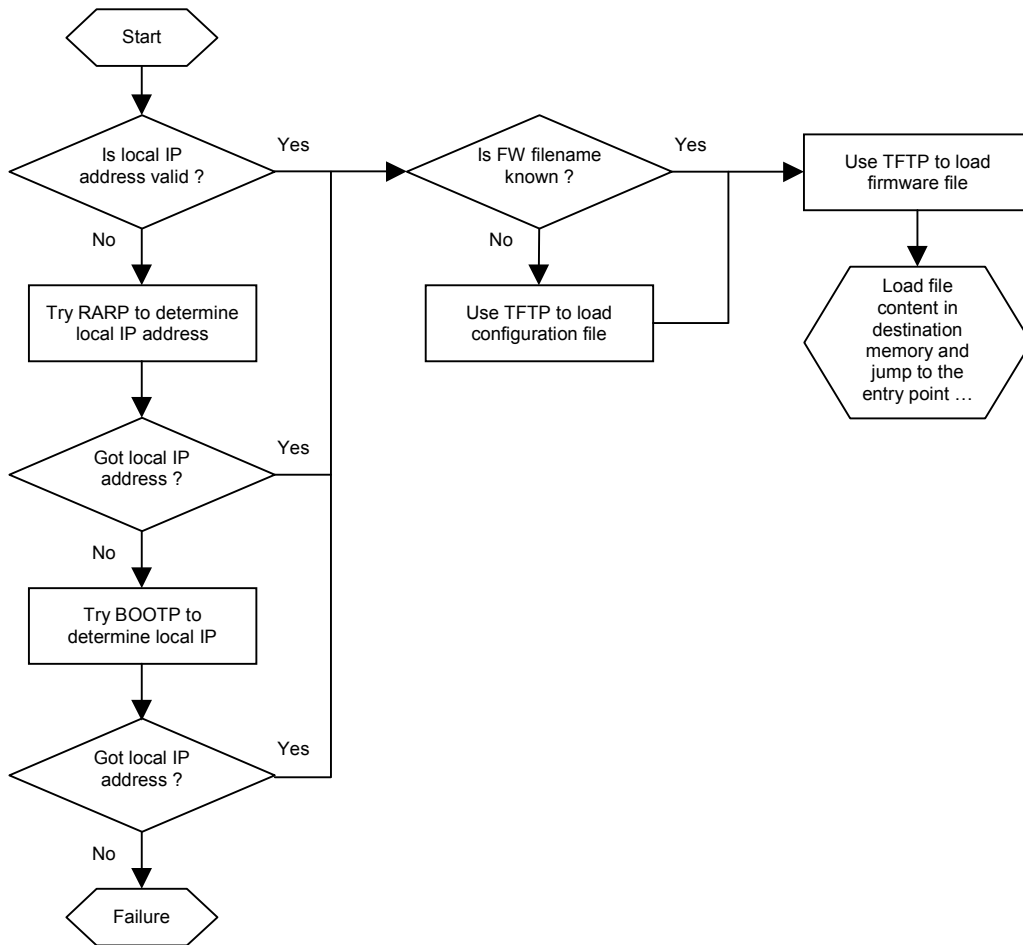 Start
Is local IP
address valid ?
Yes
No
Try RARP to determine
local IP address
Got local IP
address ?
Yes
No
Try BOOTP to
determine local IP
Got local IP
address ?
Yes
No
Failure
Is FW filename
known ?
Yes
No
Use TFTP to load
configuration file
Use TFTP to load
firmware file
Load file
content in
destination
memory and
jump to the
entry point …